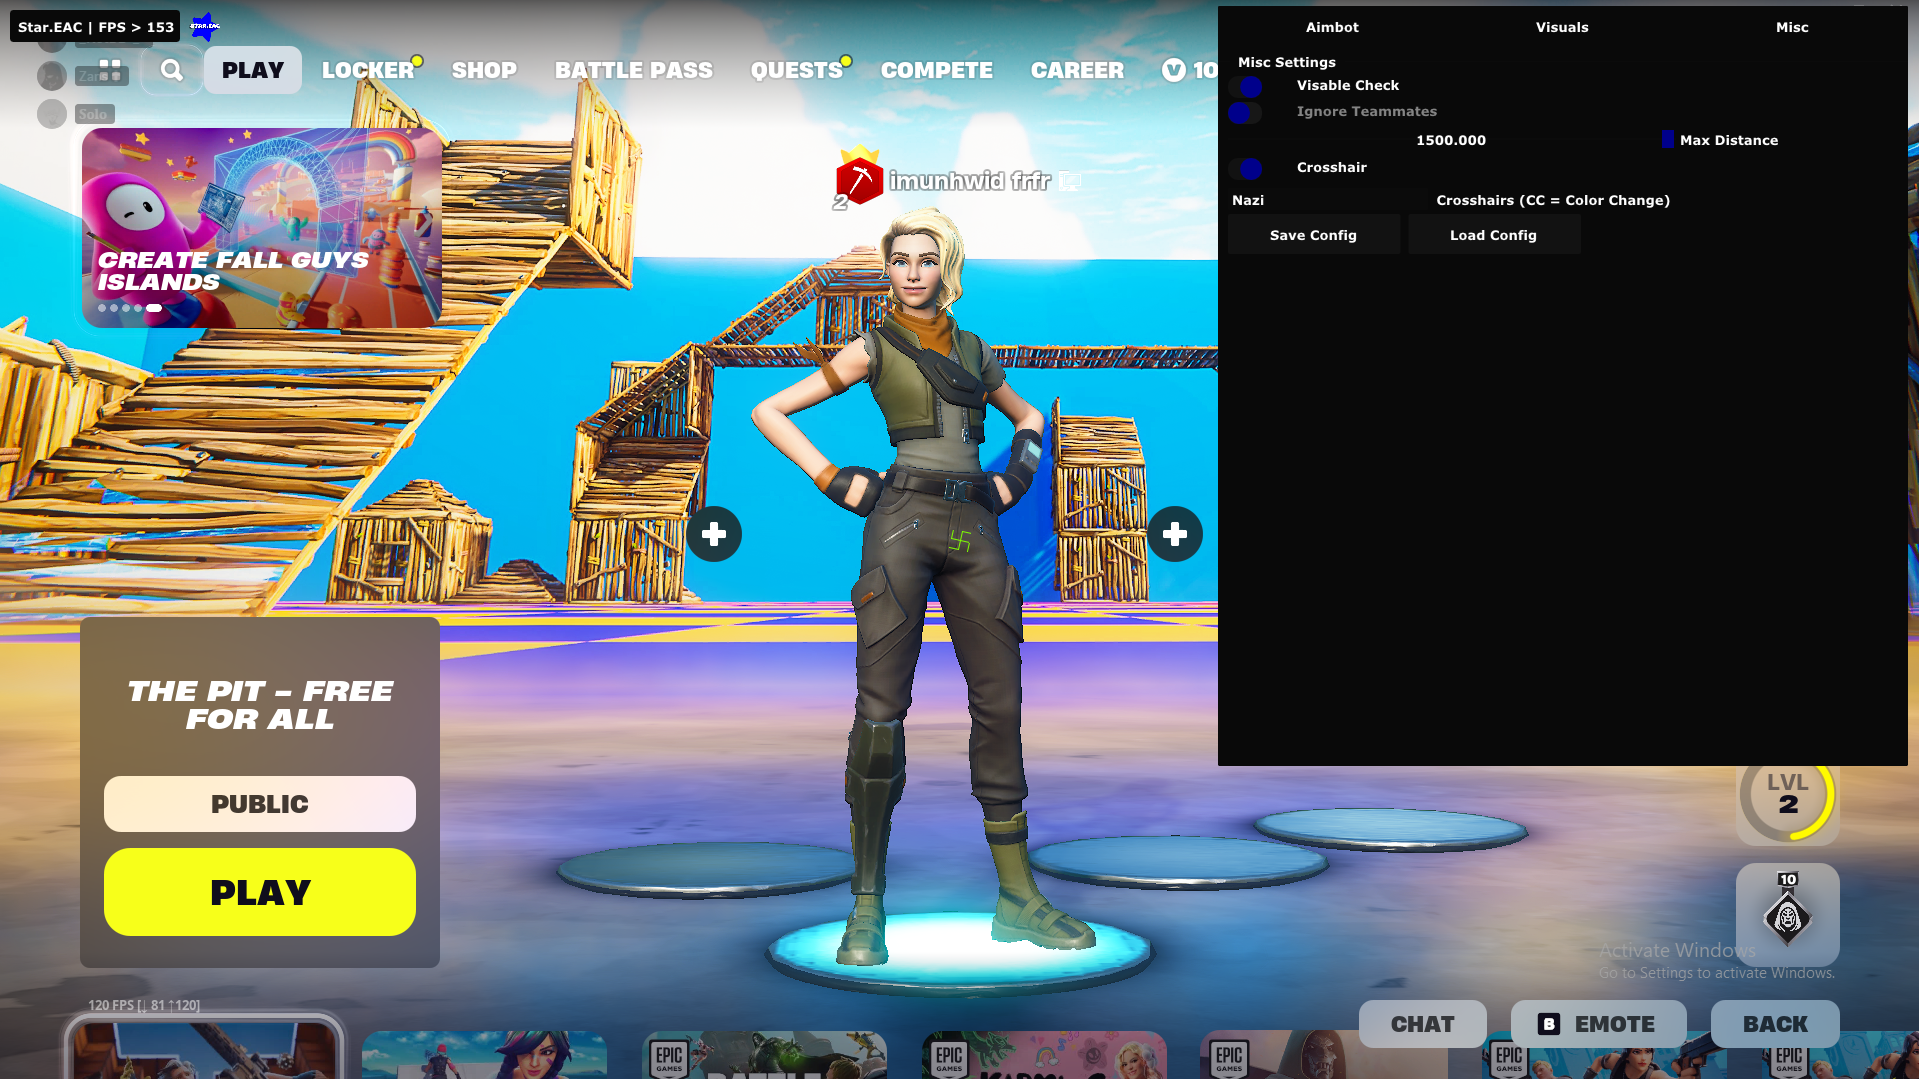 Star.EAC | FPS > 153
STAR.EAC
Solo
PLAY
LOCKER
SHOP
BATTLE PASS
QUESTS
COMPETE
CAREER
V 10
CREATE FALL GUYS
ISLANDS
imunhwid frfr
2
Aimbot
Visuals
Misc
Misc Settings
Visable Check
Ignore Teammates
1500.000
Max Distance
Crosshair
Nazi
Crosshairs (CC = Color Change)
Save Config
Load Config
THE PIT - FREE
FOR ALL
PUBLIC
PLAY
LVL
2
10
Activate Windows
Go to Settings to activate Windows.
120 FPS [↓ 81 ↑120]
CHAT
B EMOTE
BACK
EPIC
GAMES
EPIC
GAMES
EPIC
GAMES
EPIC
GAMES
EPIC
GAMES